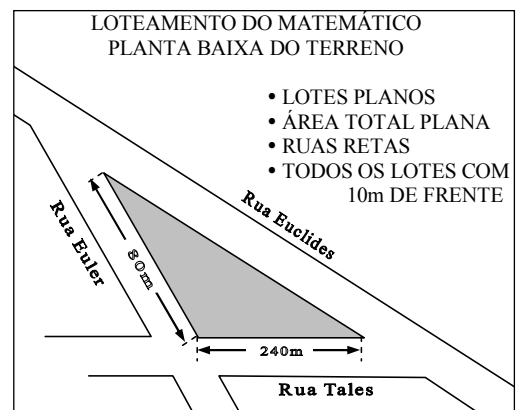 LOTEAMENTO DO MATEMÁTICO
PLANTA BAIXA DO TERRENO
• LOTES PLANOS
• ÁREA TOTAL PLANA
• RUAS RETAS
• TODOS OS LOTES COM
10m DE FRENTE
Rua Euclides
Rua Euler
80m
240m
Rua Tales